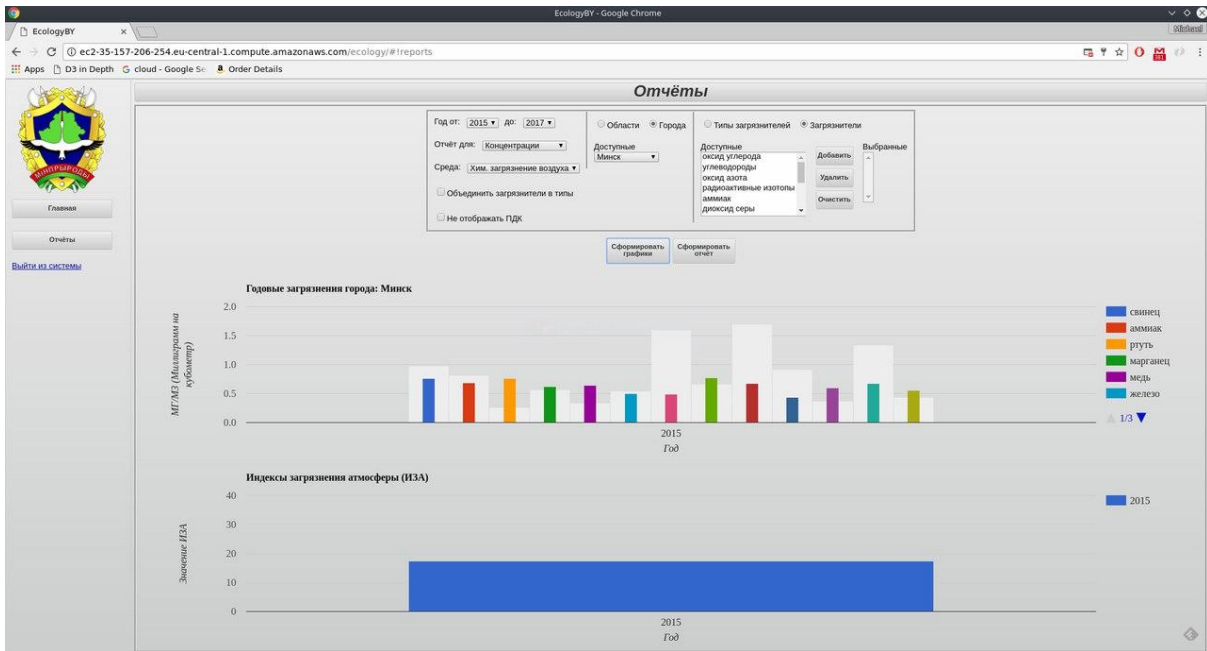 EcologyBY - Google Chrome
EcologyBY
Michael
ec2-35-157-206-254.eu-central-1.compute.amazonaws.com/ecology/#!reports
Apps D3 in Depth cloud - Google Se Order Details
МІНПРЫРОДЫ
Главная
Отчёты
Выйти из системы
Отчёты
Год от: 2015 до: 2017
Отчёт для: Концентрации
Среда: Хим. загрязнение воздуха
Объединить загрязнители в типы
Не отображать ПДК
Области Города
Доступные
Минск
Типы загрязнителей Загрязнители
Доступные
оксид углерода
углеводороды
оксид азота
радиоактивные изотопы
аммиак
диоксид серы
Добавить
Удалить
Очистить
Выбранные
Сформировать графики
Сформировать отчёт
Годовые загрязнения города: Минск
МГ/М3 (Миллиграмм на
кубометр)
2.0
1.5
1.0
0.5
0.0
2015
Год
свинец
аммиак
ртуть
марганец
медь
железо
1/3
Индексы загрязнения атмосферы (ИЗА)
Значение ИЗА
40
30
20
10
0
2015
Год
2015